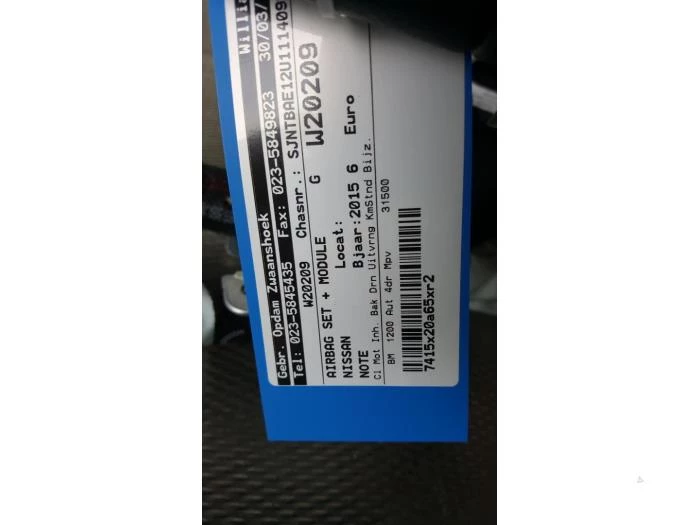 Gebr. Opdam Zwaanshoek Willia
Tel: 023-5845435 Fax: 023-5849823 30/03/
W20209 Chasnr.: SJNTBAE12U111409
G W20209
AIRBAG SET + MODULE
NISSAN Locat:
NOTE Bjaar:2015 6 Euro
Cl Mot Inh. Bak Drn Uitvrng KmStnd Bijz.
BM 1200 Aut 4dr Mpv 31500
7415x20a65xr2